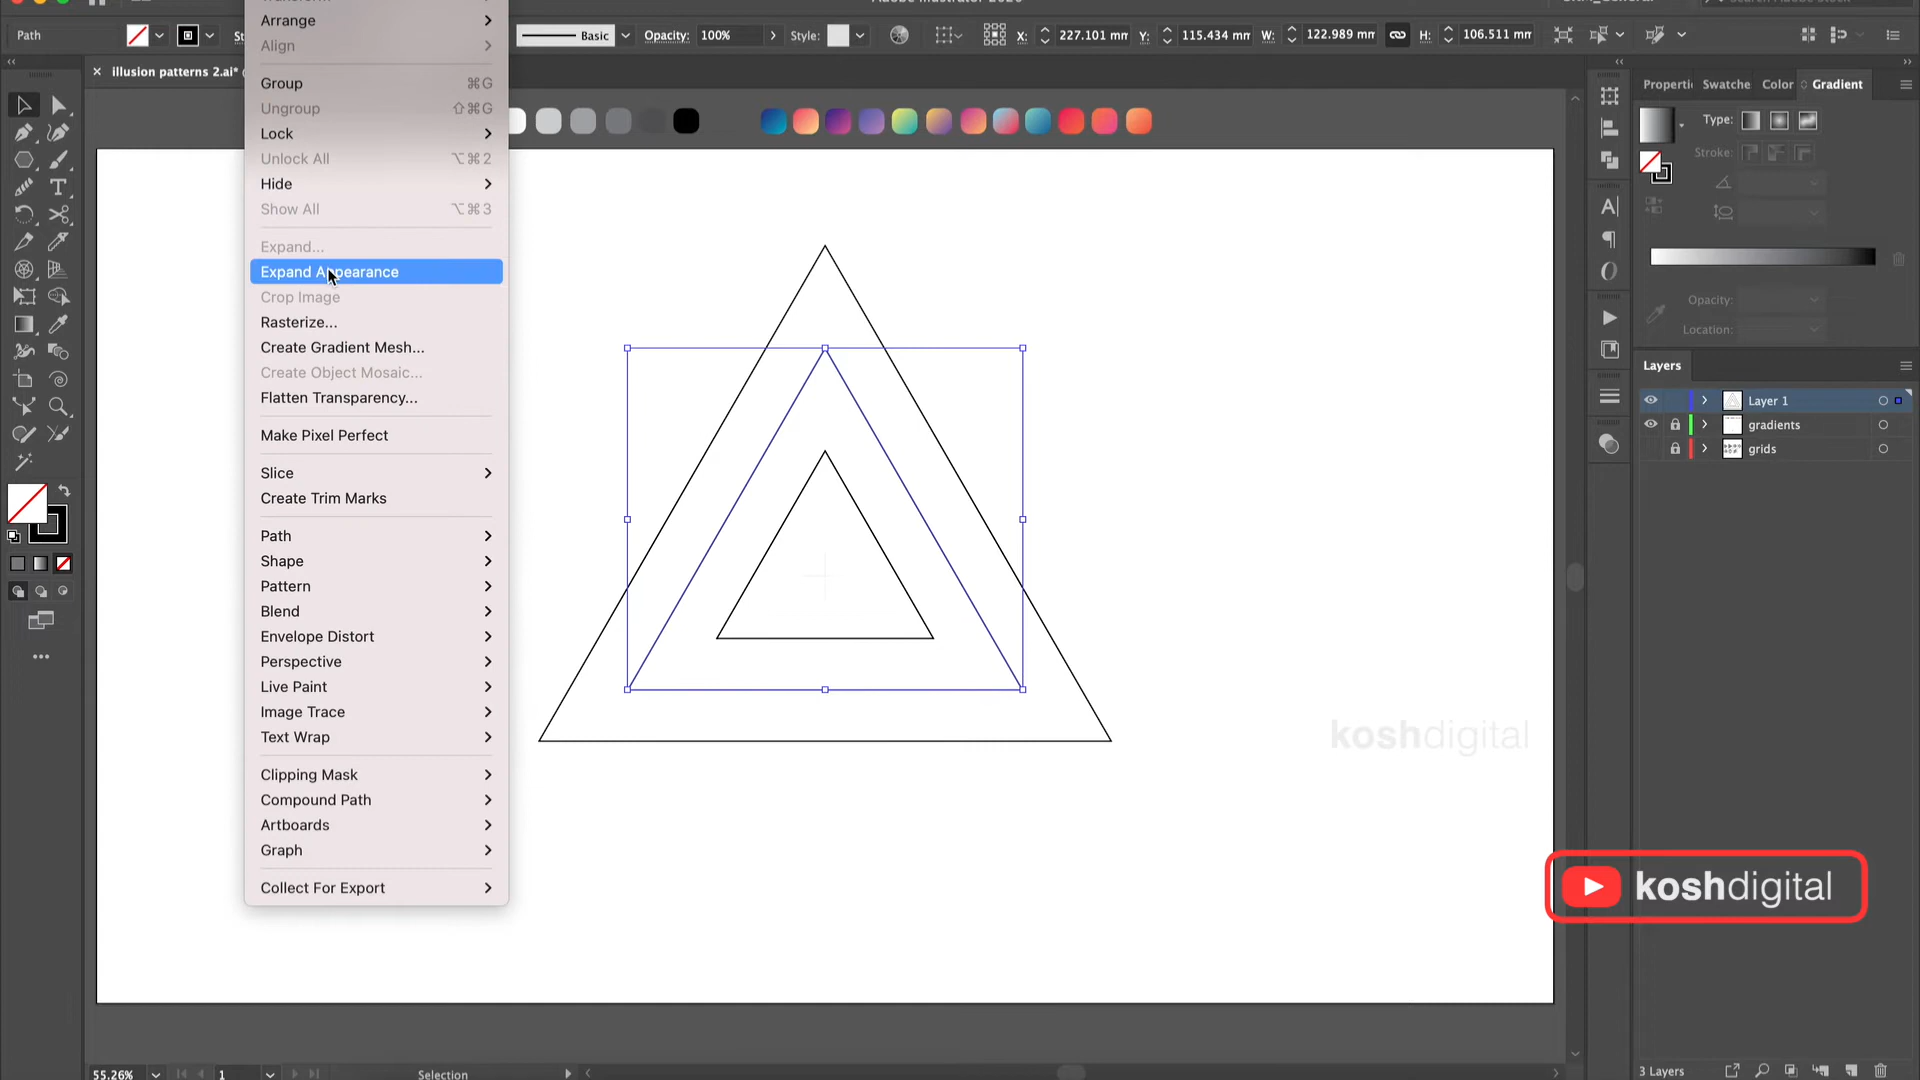 Arrange
Path
Basic
Opacity:
100%
Style:
X:
227.101 mm
Y:
115.434 mm
W:
122.989 mm
H:
106.511 mm
Align
× illusion patterns 2.ai*
Group ⌘G
Ungroup ⇧⌘G
Lock
Unlock All ⌥⌘2
Hide
Show All ⌥⌘3
Expand...
Expand Appearance
Crop Image
Rasterize...
Create Gradient Mesh...
Create Object Mosaic...
Flatten Transparency...
Make Pixel Perfect
Slice
Create Trim Marks
Path
Shape
Pattern
Blend
Envelope Distort
Perspective
Live Paint
Image Trace
Text Wrap
Clipping Mask
Compound Path
Artboards
Graph
Collect For Export
Swatche Color Gradient
Type:
Stroke:
Opacity:
Location:
Layers
Layer 1
gradients
grids
koshdigital
koshdigital
55.26%
1
Selection
3 Layers